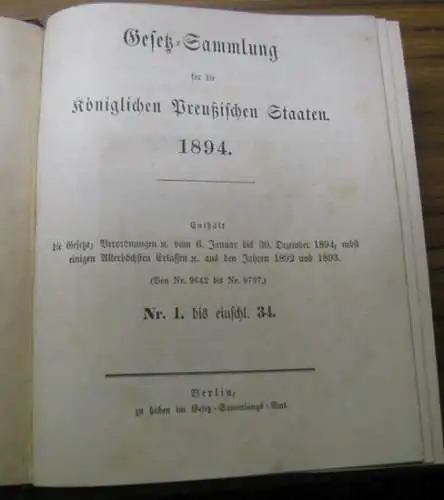 Gesetz-Sammlung
für die
Königlichen Preußischen Staaten.
1894.
Enthält
die Gesetze, Verordnungen ꝛc. vom 6. Januar bis 30. Dezember 1894, nebst
einigen Allerhöchsten Erlassen ꝛc. aus den Jahren 1892 und 1893.
(Von Nr. 9642 bis Nr. 9797.)
Nr. 1. bis einschl. 34.
Berlin,
zu haben im Gesetz-Sammlungs-Amt.